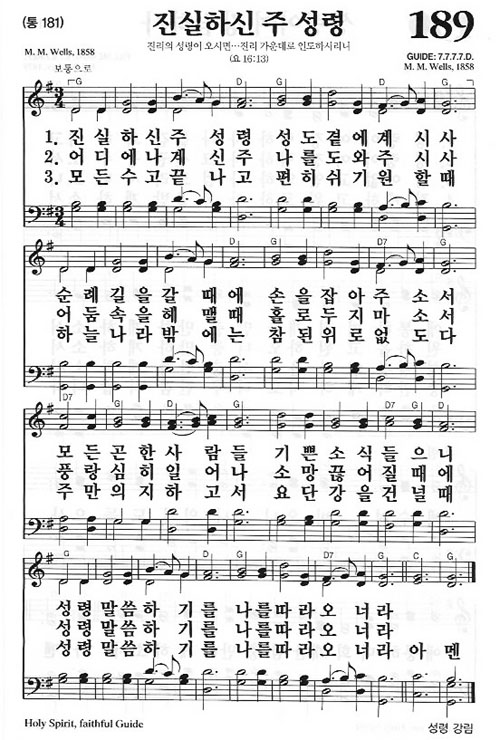 (통 181)
진실하신 주 성령
189
진리의 성령이 오시면…진리 가운데로 인도하시리니
(요 16:13)
M. M. Wells, 1858
GUIDE: 7.7.7.7.D.
M. M. Wells, 1858
보통으로
G D G
1. 진 실 하 신 주 성 령 성 도 곁 에 계 시 사
2. 어 디 에 나 계 신 주 나 를 도 와 주 시 사
3. 모 든 수 고 끝 나 고 편 히 쉬 기 원 할 때
D G D7 G
순 례 길 을 갈 때 에 손 을 잡 아 주 소 서
어 둠 속 을 헤 맬 때 홀 로 두 지 마 소 서
하 늘 나 라 밖 에 는 참 된 위 로 없 도 다
D7 G D7 G
모 든 곤 한 사 람 들 기 쁜 소 식 들 으 니
풍 랑 심 히 일 어 나 소 망 끊 어 질 때 에
주 만 의 지 하 고 서 요 단 강 을 건 널 때
G D G D7 G C G
성 령 말 씀 하 기 를 나 를 따 라 오 너 라
성 령 말 씀 하 기 를 나 를 따 라 오 너 라
성 령 말 씀 하 기 를 나 를 따 라 오 너 라 아 멘
Holy Spirit, faithful Guide
성령 강림